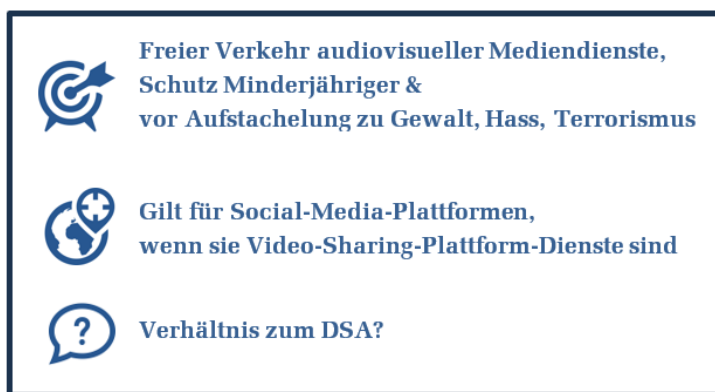 Freier Verkehr audiovisueller Mediendienste,
Schutz Minderjähriger &
vor Aufstachelung zu Gewalt, Hass, Terrorismus
Gilt für Social-Media-Plattformen,
wenn sie Video-Sharing-Plattform-Dienste sind
?
Verhältnis zum DSA?